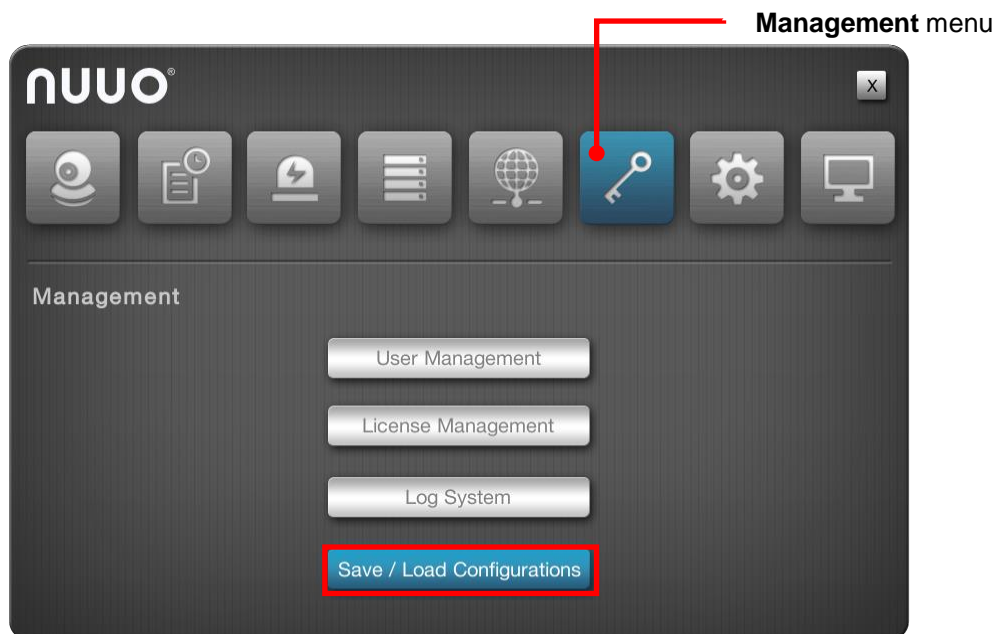 Management menu
nuuo®
X
Management
User Management
License Management
Log System
Save / Load Configurations